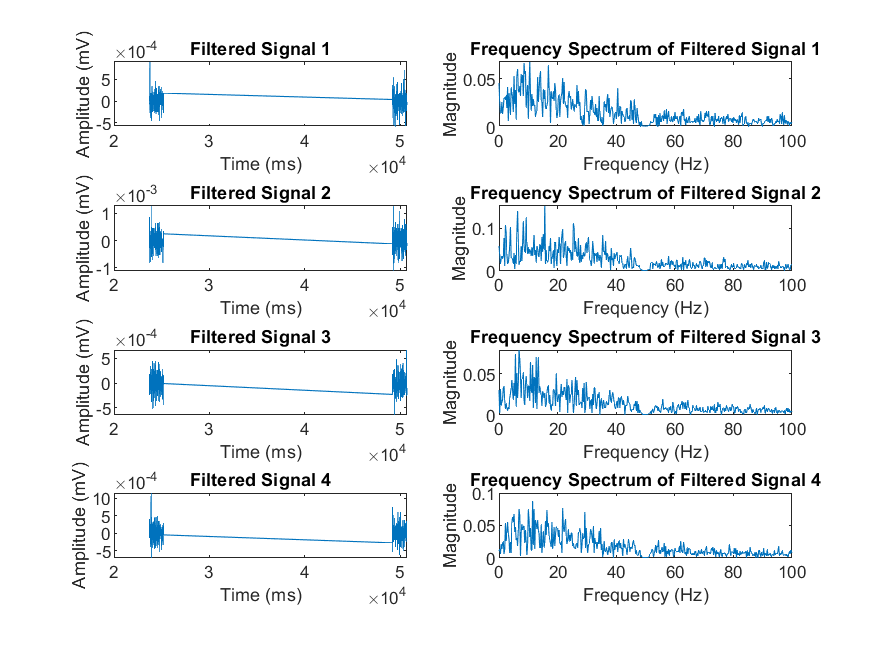 Filtered Signal 1
×10⁻⁴
Amplitude (mV)
5
0
-5
2 3 4 5
Time (ms)
×10⁴
Frequency Spectrum of Filtered Signal 1
Magnitude
0.05
0
0 20 40 60 80 100
Frequency (Hz)
Filtered Signal 2
×10⁻³
Amplitude (mV)
1
0
-1
2 3 4 5
Time (ms)
×10⁴
Frequency Spectrum of Filtered Signal 2
Magnitude
0.1
0
0 20 40 60 80 100
Frequency (Hz)
Filtered Signal 3
×10⁻⁴
Amplitude (mV)
5
0
-5
2 3 4 5
Time (ms)
×10⁴
Frequency Spectrum of Filtered Signal 3
Magnitude
0.05
0
0 20 40 60 80 100
Frequency (Hz)
Filtered Signal 4
×10⁻⁴
Amplitude (mV)
10
5
0
-5
2 3 4 5
Time (ms)
×10⁴
Frequency Spectrum of Filtered Signal 4
Magnitude
0.1
0.05
0
0 20 40 60 80 100
Frequency (Hz)